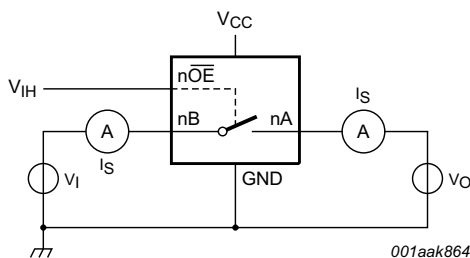 VCC
nOE
VIH
nB
nA
IS
A
A
IS
GND
VI
VO
001aak864